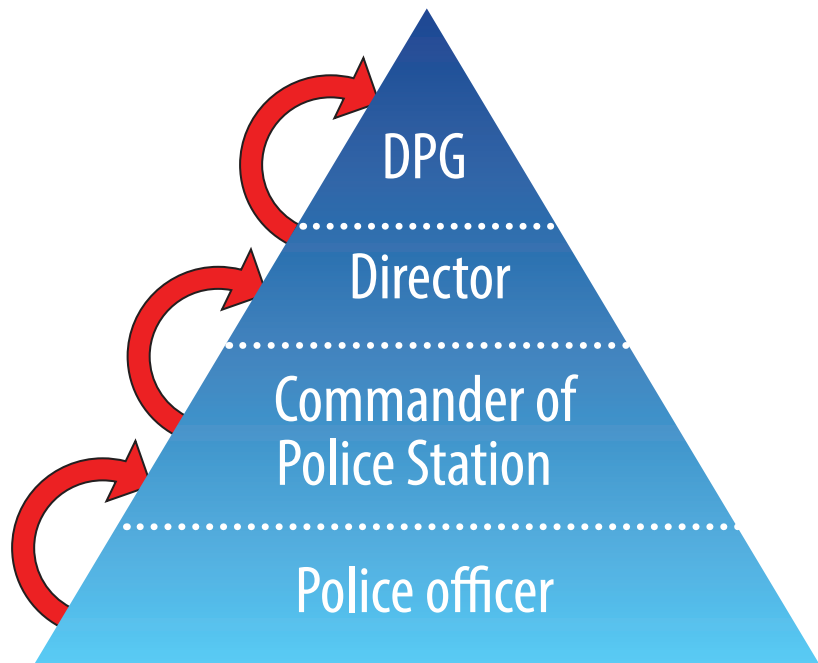 DPG
Director
Commander of
Police Station
Police officer